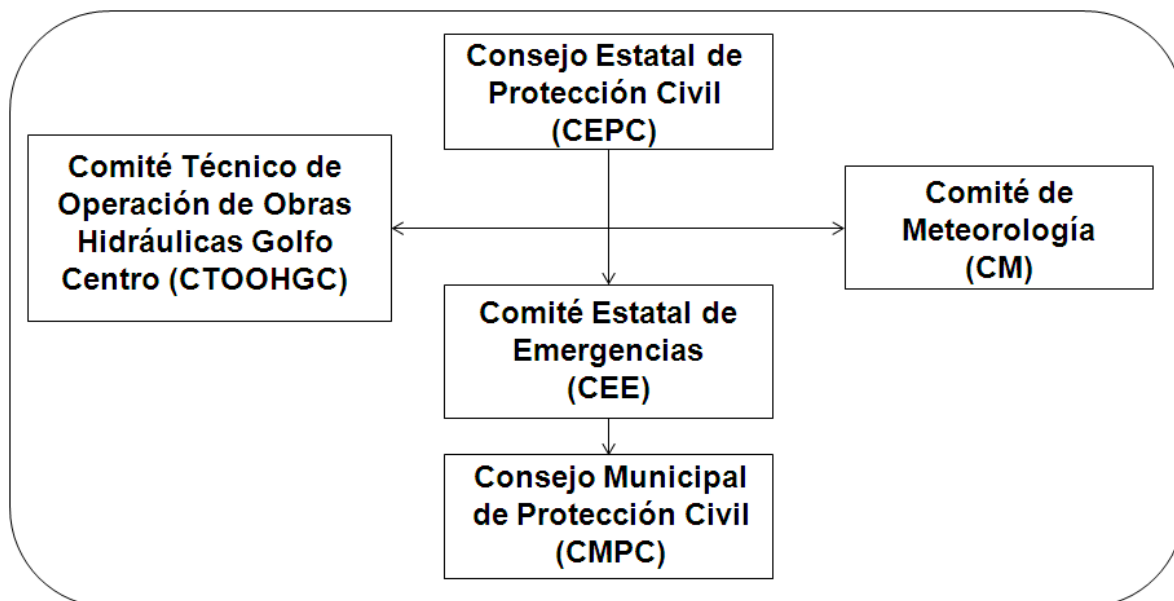 Consejo Estatal de
Protección Civil
(CEPC)
Comité Técnico de
Operación de Obras
Hidráulicas Golfo
Centro (CTOOHGC)
Comité de
Meteorología
(CM)
Comité Estatal de
Emergencias
(CEE)
Consejo Municipal
de Protección Civil
(CMPC)